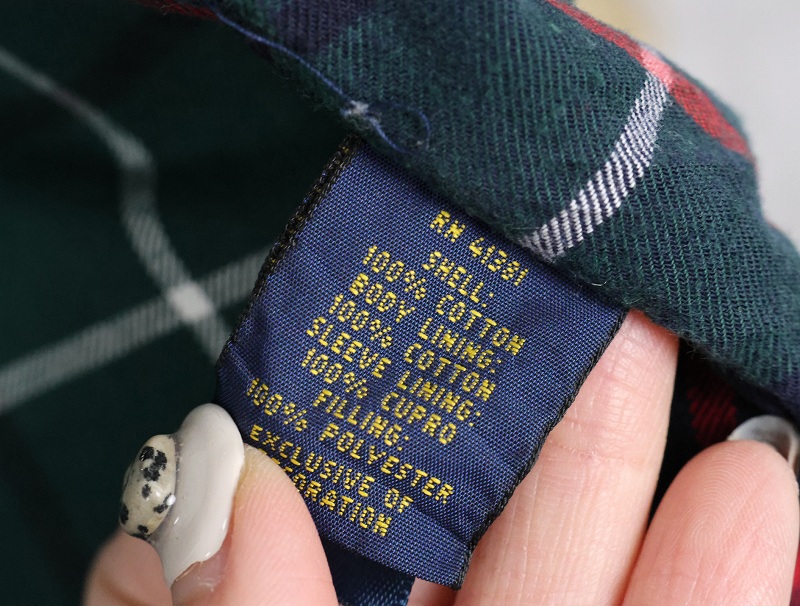 RN 41381
SHELL:
100% COTTON
BODY LINING:
100% COTTON
SLEEVE LINING:
100% CUPRO
FILLING:
100% POLYESTER
EXCLUSIVE OF